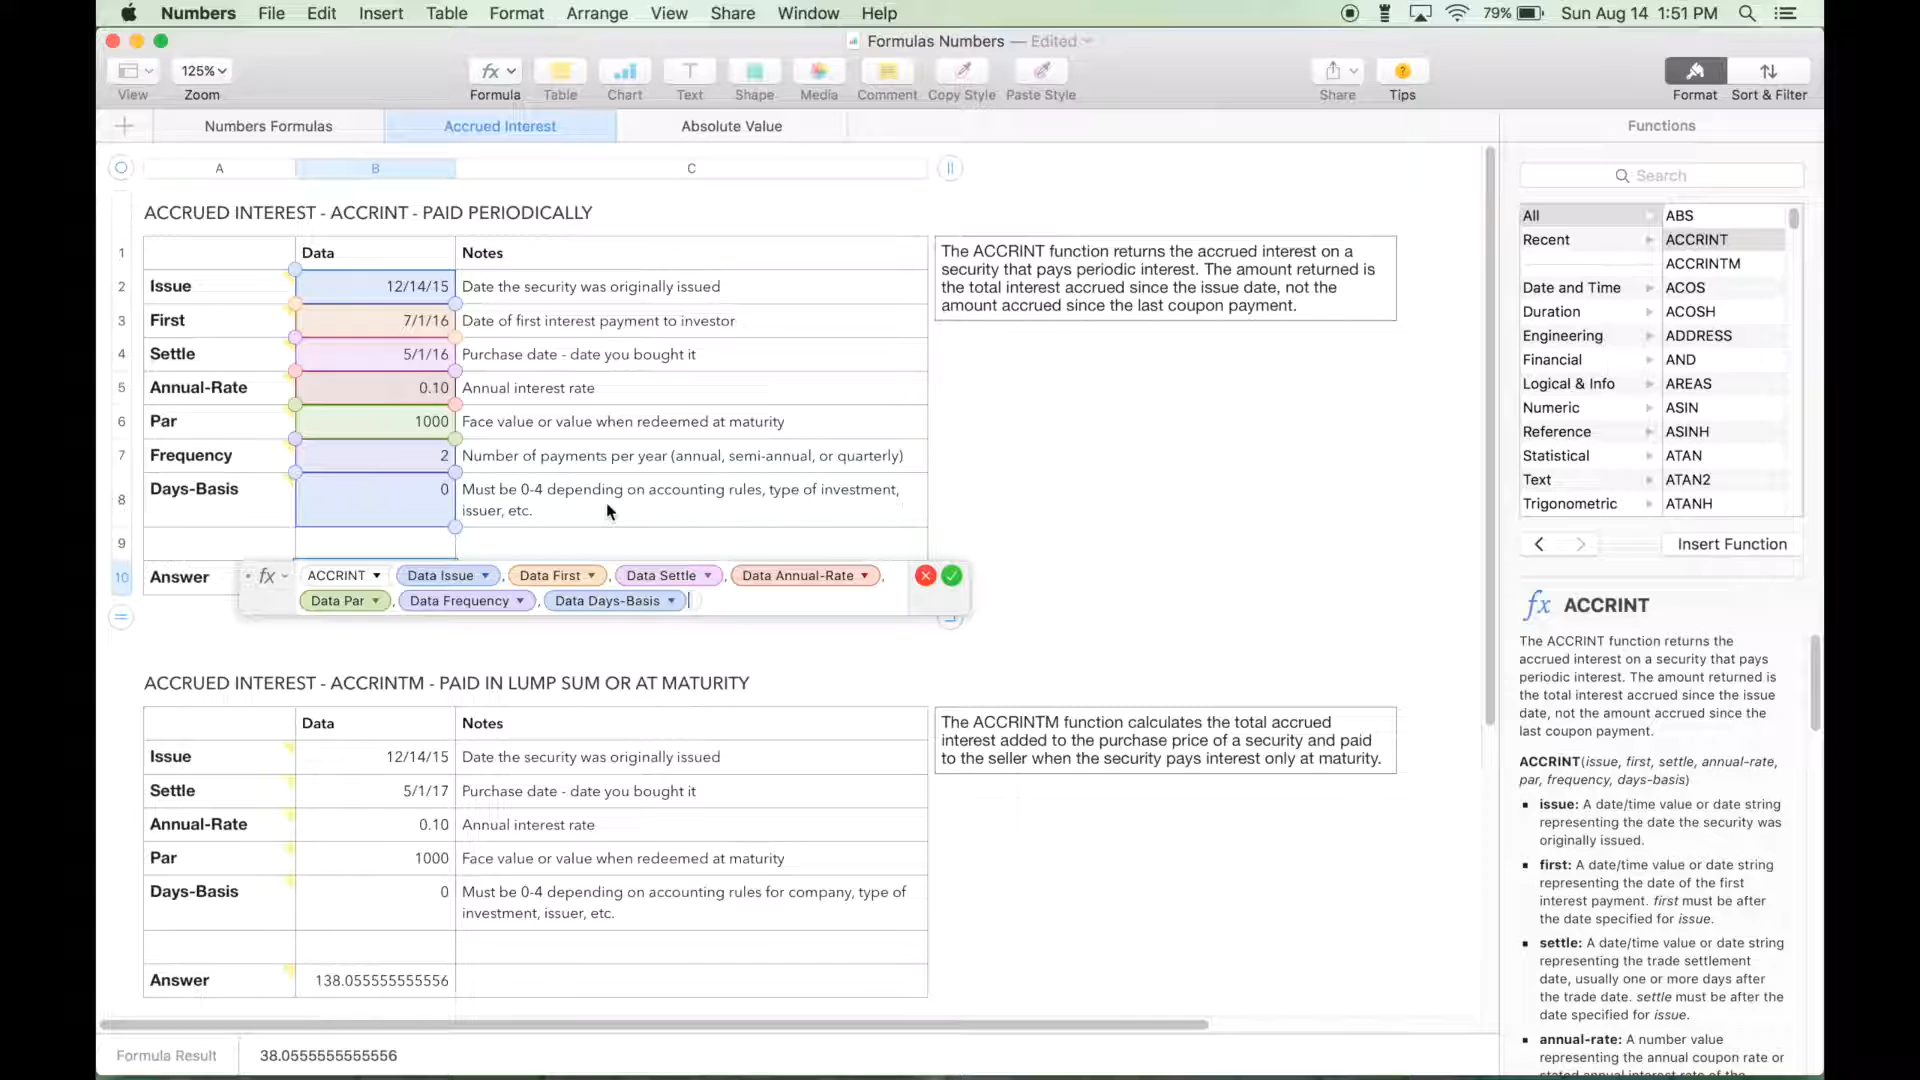 Numbers File Edit Insert Table Format Arrange View Share Window Help 79% Sun Aug 14 1:51 PM
Formulas Numbers — Edited
125%
View Zoom Formula Table Chart Text Shape Media Comment Copy Style Paste Style Share Tips Format Sort & Filter
Numbers Formulas Accrued Interest Absolute Value Functions
A B C
Search
ACCRUED INTEREST - ACCRINT - PAID PERIODICALLY
1 Data Notes
2 Issue 12/14/15 Date the security was originally issued
3 First 7/1/16 Date of first interest payment to investor
4 Settle 5/1/16 Purchase date - date you bought it
5 Annual-Rate 0.10 Annual interest rate
6 Par 1000 Face value or value when redeemed at maturity
7 Frequency 2 Number of payments per year (annual, semi-annual, or quarterly)
8 Days-Basis 0 Must be 0-4 depending on accounting rules, type of investment,
issuer, etc.
9
10 Answer fx ACCRINT Data Issue , Data First , Data Settle , Data Annual-Rate ,
Data Par , Data Frequency , Data Days-Basis
The ACCRINT function returns the accrued interest on a
security that pays periodic interest. The amount returned is
the total interest accrued since the issue date, not the
amount accrued since the last coupon payment.
ACCRUED INTEREST - ACCRINTM - PAID IN LUMP SUM OR AT MATURITY
Data Notes
Issue 12/14/15 Date the security was originally issued
Settle 5/1/17 Purchase date - date you bought it
Annual-Rate 0.10 Annual interest rate
Par 1000 Face value or value when redeemed at maturity
Days-Basis 0 Must be 0-4 depending on accounting rules for company, type of
investment, issuer, etc.
Answer 138.055555555556
The ACCRINTM function calculates the total accrued
interest added to the purchase price of a security and paid
to the seller when the security pays interest only at maturity.
Formula Result 38.0555555555556
All
Recent
Date and Time
Duration
Engineering
Financial
Logical & Info
Numeric
Reference
Statistical
Text
Trigonometric
ABS
ACCRINT
ACCRINTM
ACOS
ACOSH
ADDRESS
AND
AREAS
ASIN
ASINH
ATAN
ATAN2
ATANH
Insert Function
fx ACCRINT
The ACCRINT function returns the
accrued interest on a security that pays
periodic interest. The amount returned is
the total interest accrued since the issue
date, not the amount accrued since the
last coupon payment.
ACCRINT(issue, first, settle, annual-rate,
par, frequency, days-basis)
issue: A date/time value or date string
representing the date the security was
originally issued.
first: A date/time value or date string
representing the date of the first
interest payment. first must be after
the date specified for issue.
settle: A date/time value or date string
representing the trade settlement
date, usually one or more days after
the trade date. settle must be after the
date specified for issue.
annual-rate: A number value
representing the annual coupon rate or